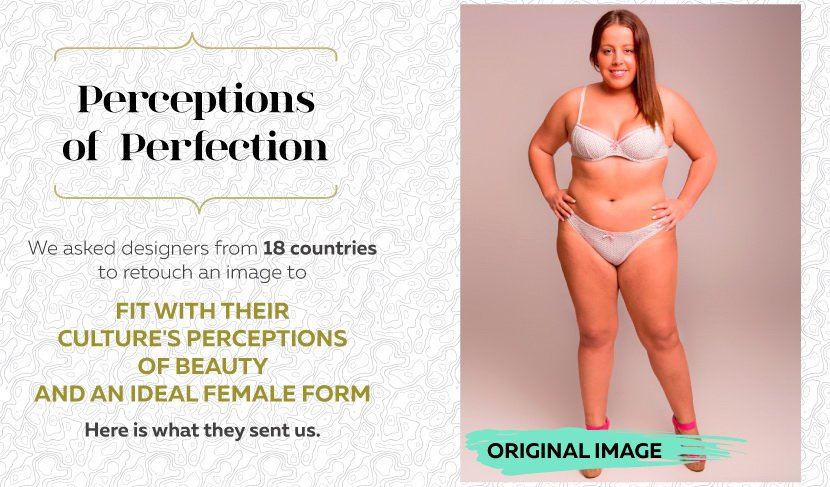 Perceptions
of Perfection
We asked designers from 18 countries
to retouch an image to
FIT WITH THEIR
CULTURE'S PERCEPTIONS
OF BEAUTY
AND AN IDEAL FEMALE FORM
Here is what they sent us.
ORIGINAL IMAGE